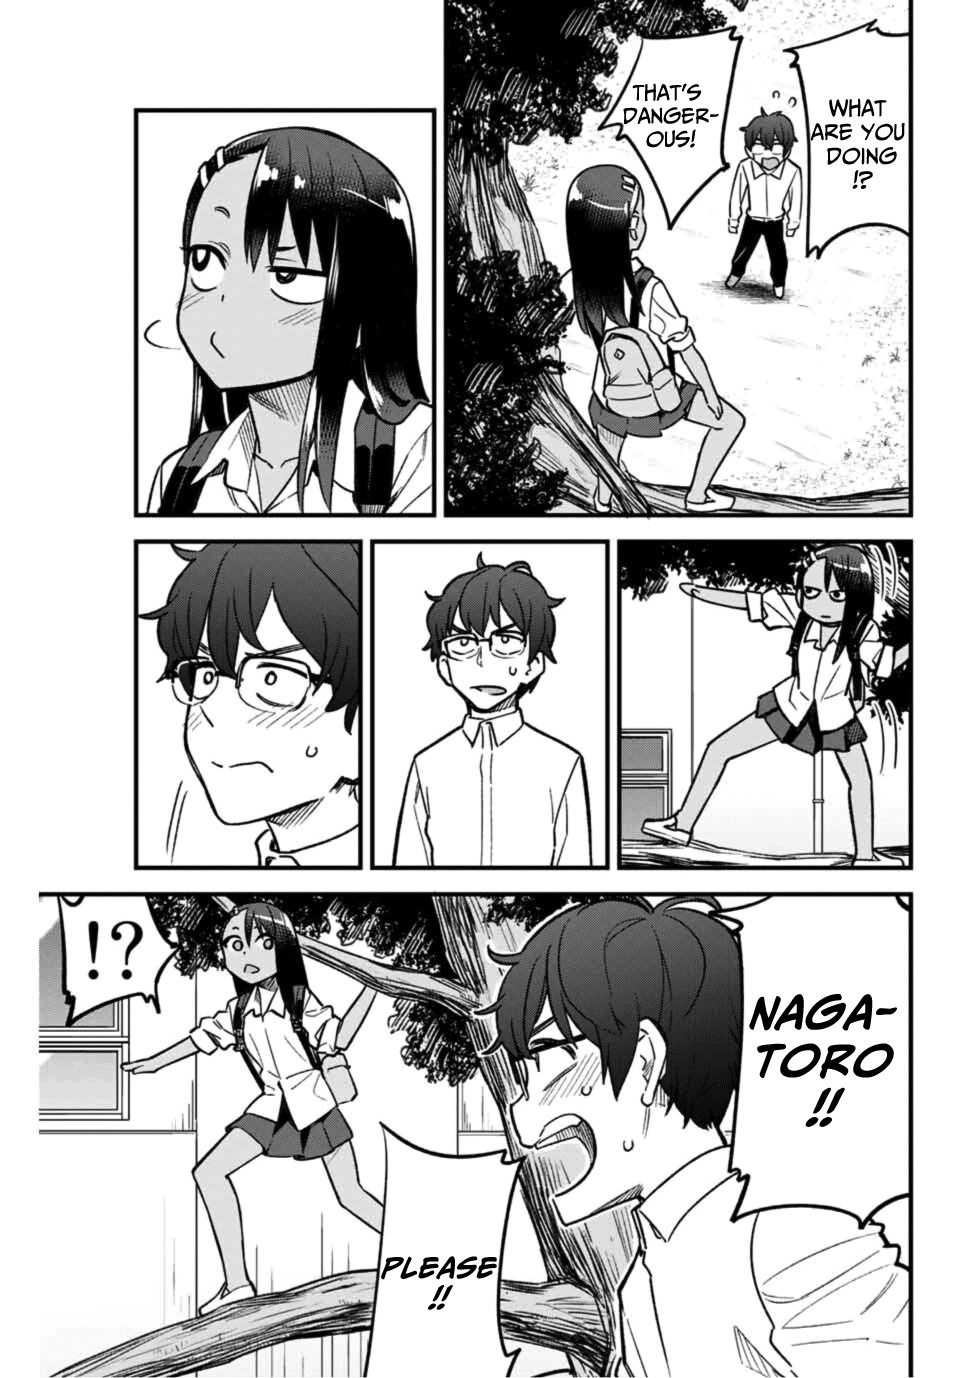 WHAT
ARE YOU
DOING
!?
THAT'S
DANGER-
OUS!
NAGA-
TORO
!!
PLEASE
!!
!?